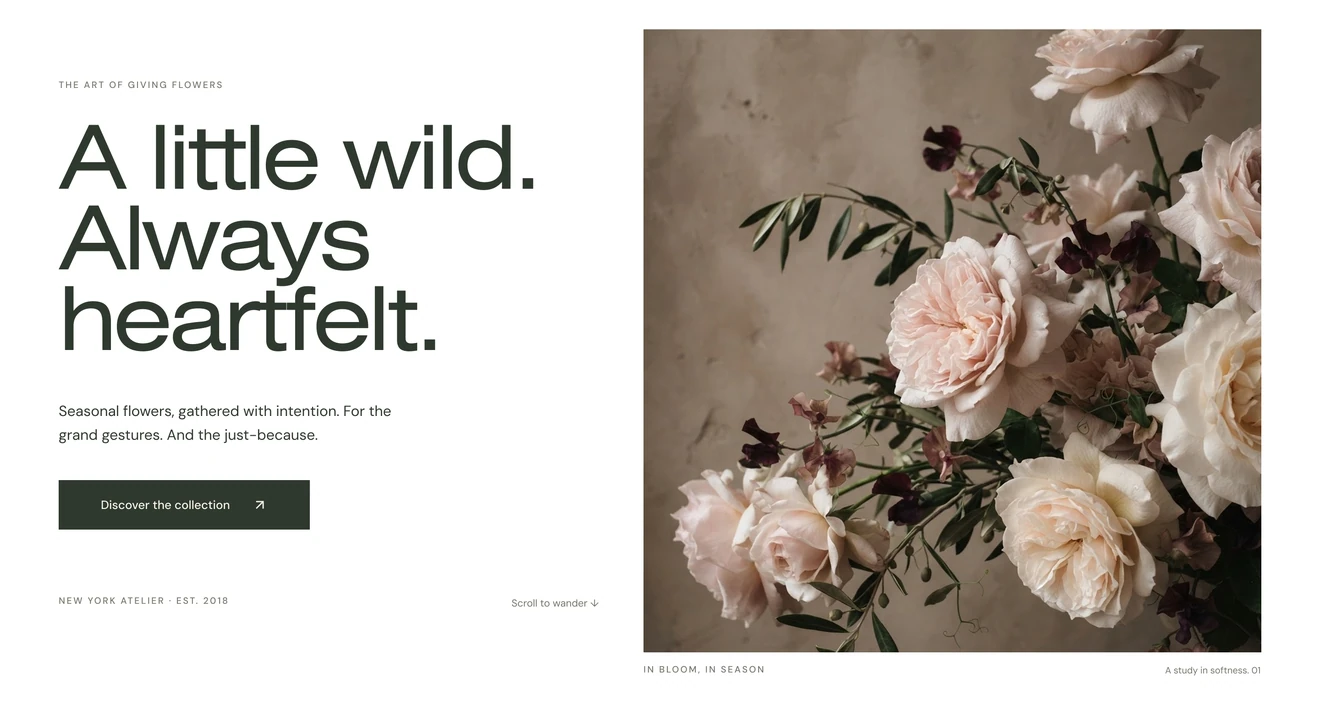 THE ART OF GIVING FLOWERS
A little wild.
Always
heartfelt.
Seasonal flowers, gathered with intention. For the
grand gestures. And the just-because.
Discover the collection ↗
NEW YORK ATELIER · EST. 2018
Scroll to wander ↓
IN BLOOM, IN SEASON
A study in softness. 01